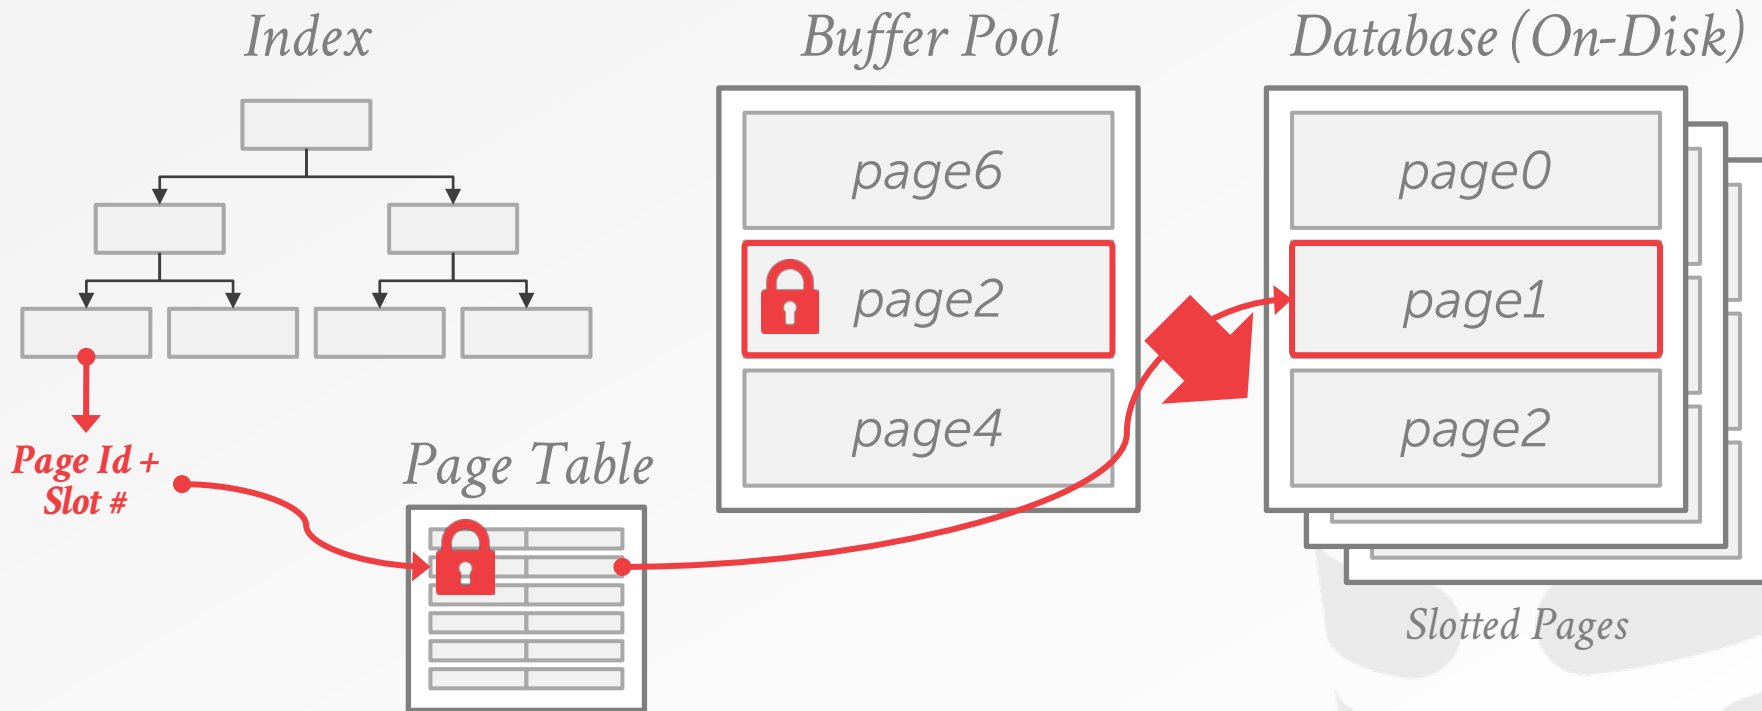 Index
Buffer Pool
Database (On-Disk)
page6
page2
page4
page0
page1
page2
Page Id +
Slot #
Page Table
Slotted Pages